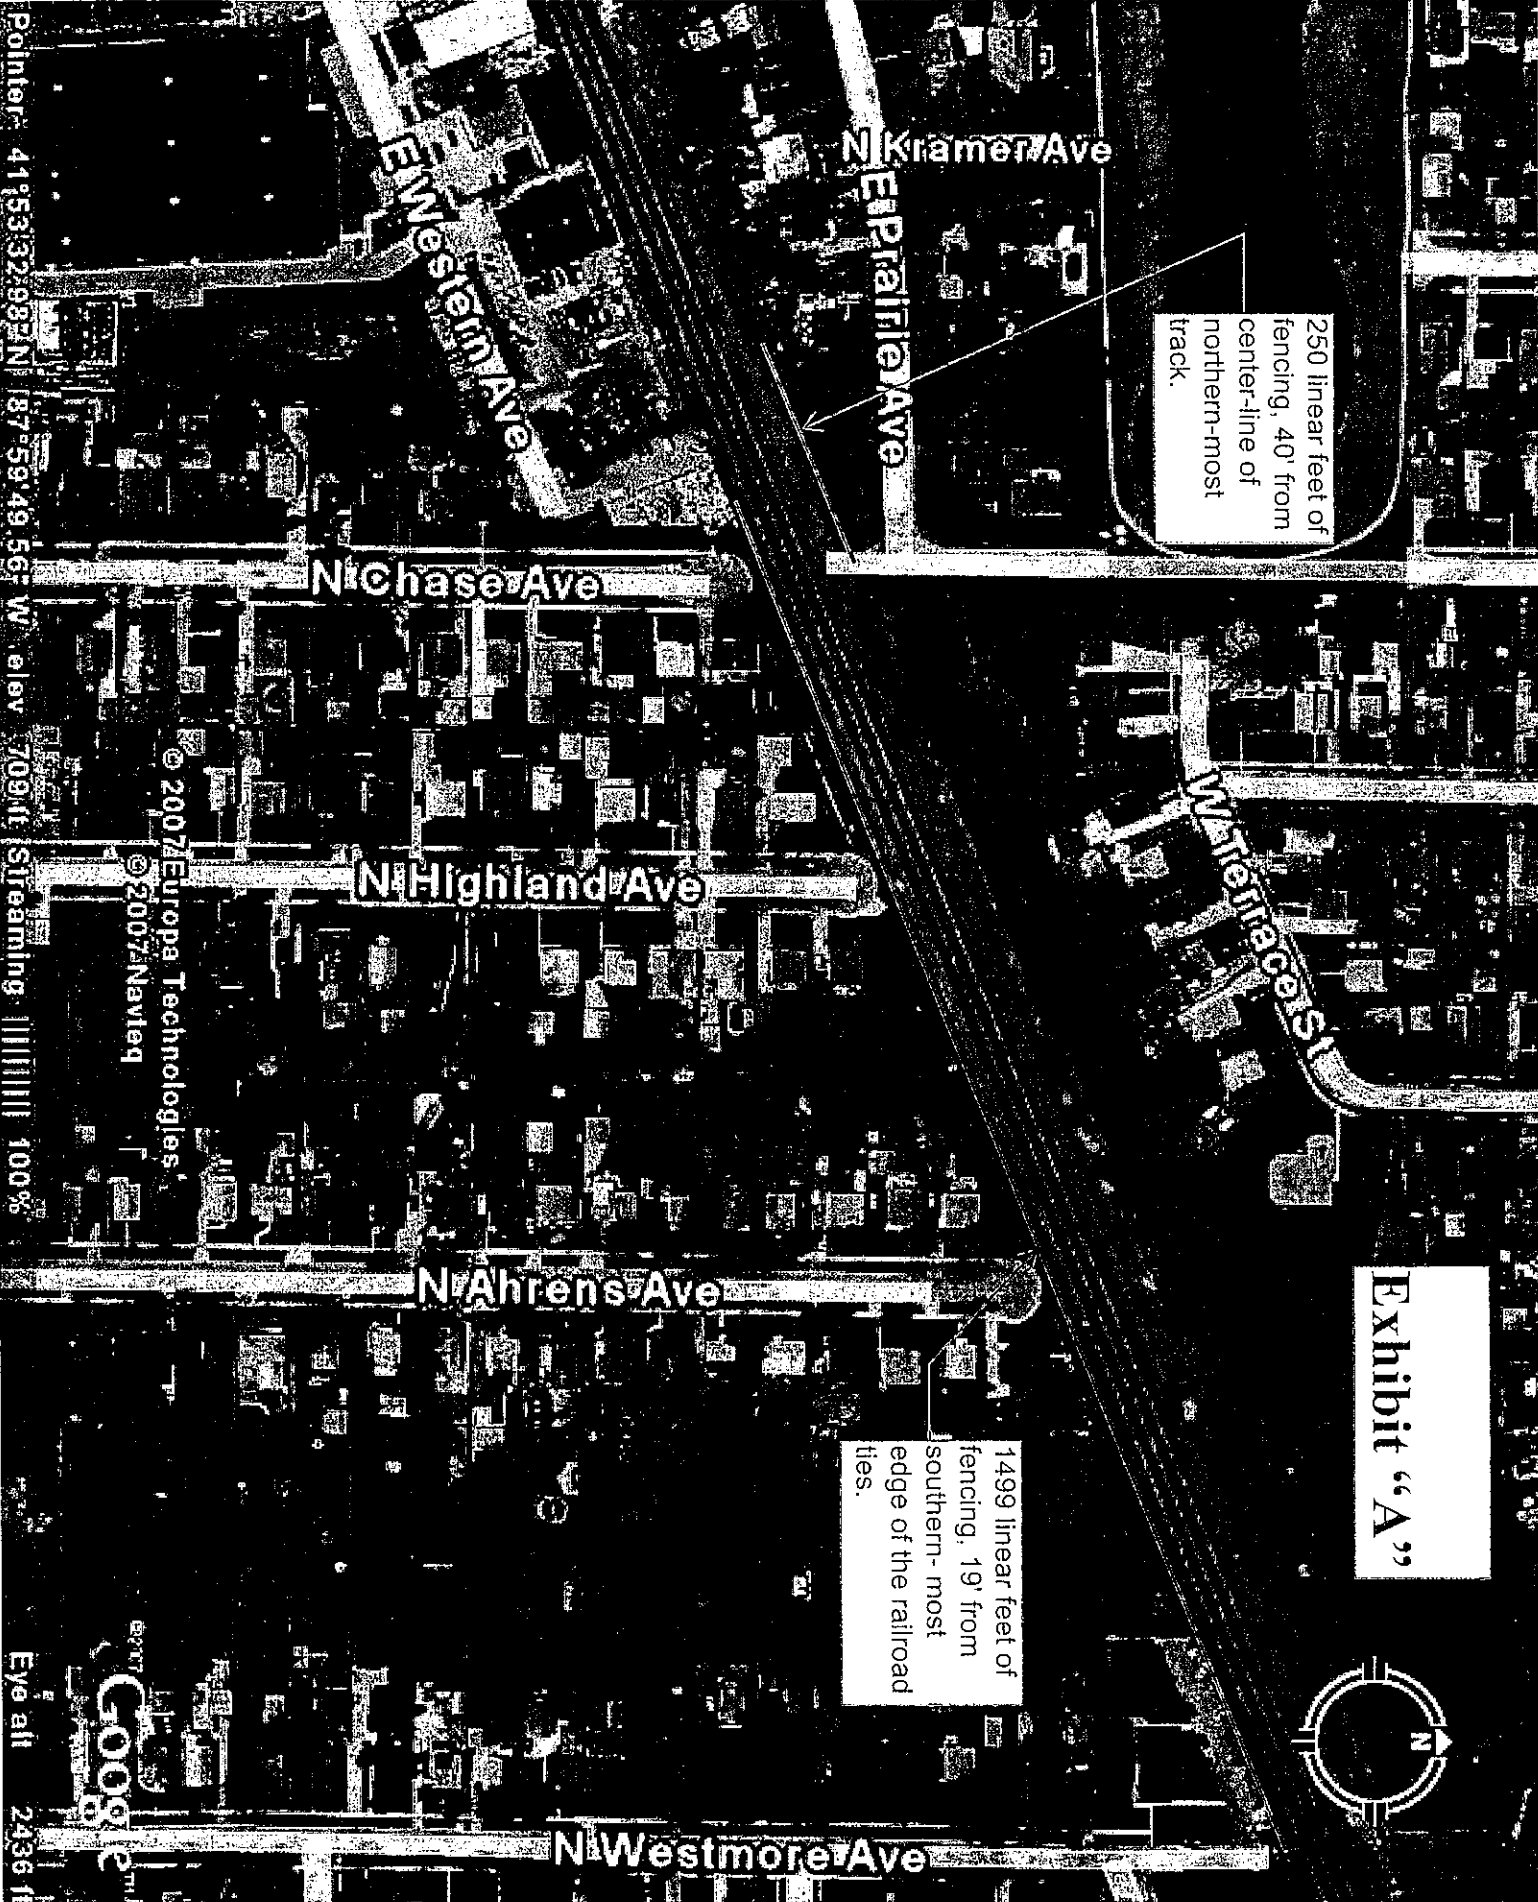 Exhibit “A”
250 linear feet of
fencing, 40' from
center-line of
northern-most
track.
1499 linear feet of
fencing, 19' from
southern- most
edge of the railroad
ties.
N
N Kramer Ave
E Prairie Ave
E Western Ave
W Terrace St
N Chase Ave
N Highland Ave
N Ahrens Ave
N Westmore Ave
© 2007 Europa Technologies
© 2007 Navteq
Google
Pointer 41°53'32.98" N 87°59'49.56" W elev 709 ft Streaming |||||||||| 100%
Eye alt 2436 ft